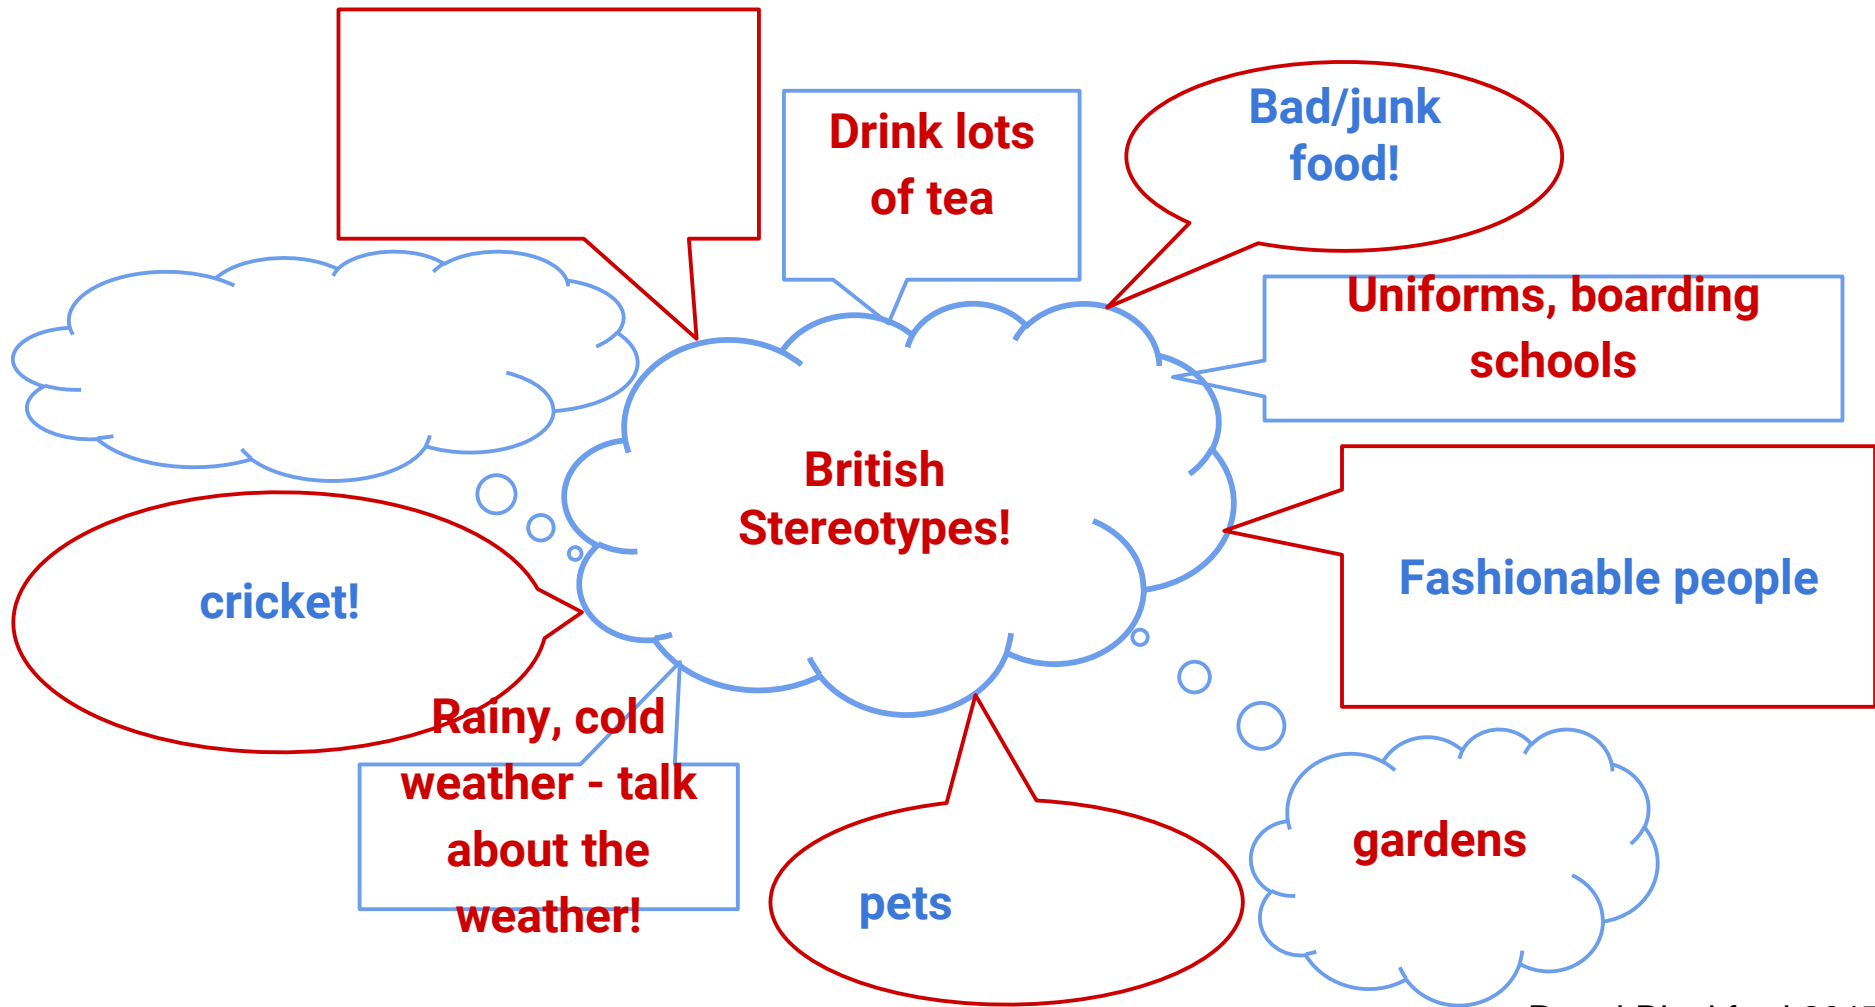 Drink lots
of tea
Bad/junk
food!
Uniforms, boarding
schools
British
Stereotypes!
Fashionable people
cricket!
Rainy, cold
weather - talk
about the
weather!
pets
gardens